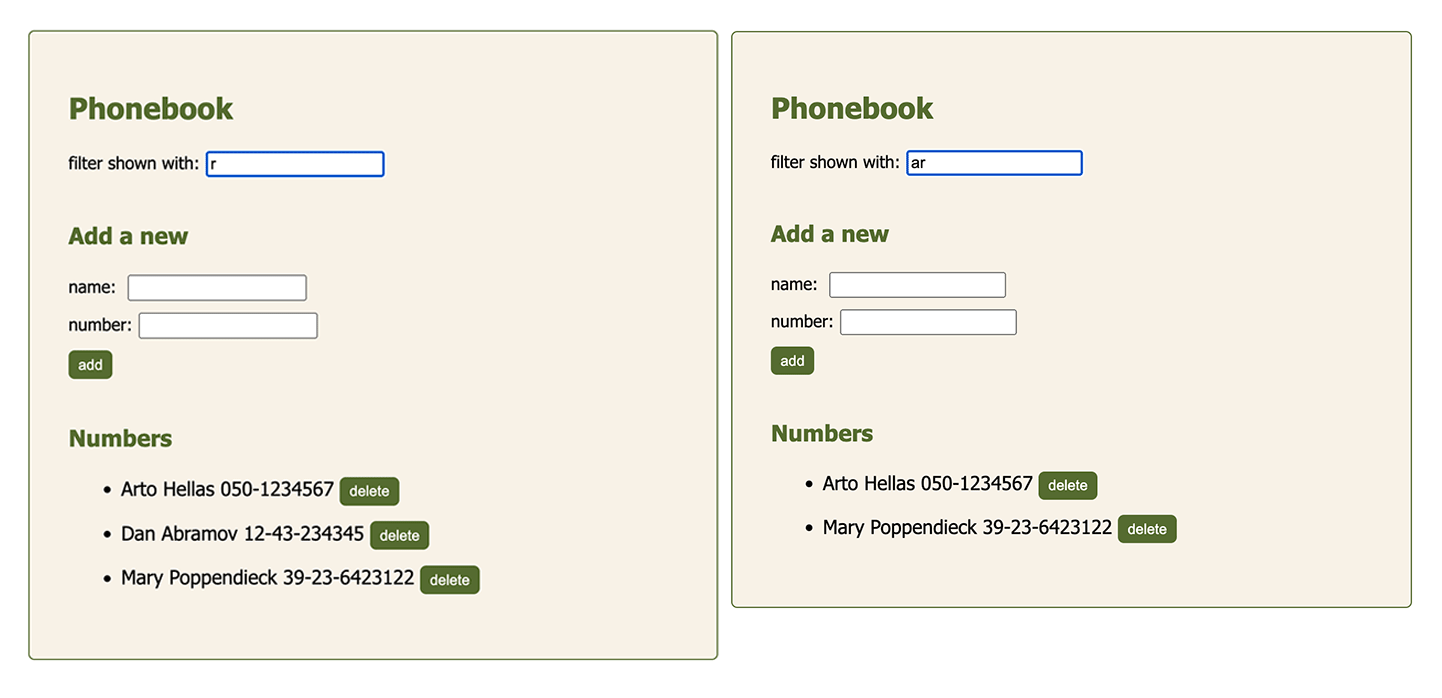 Phonebook
filter shown with: r
Add a new
name:
number:
add
Numbers
• Arto Hellas 050-1234567 delete
• Dan Abramov 12-43-234345 delete
• Mary Poppendieck 39-23-6423122 delete
Phonebook
filter shown with: ar
Add a new
name:
number:
add
Numbers
• Arto Hellas 050-1234567 delete
• Mary Poppendieck 39-23-6423122 delete